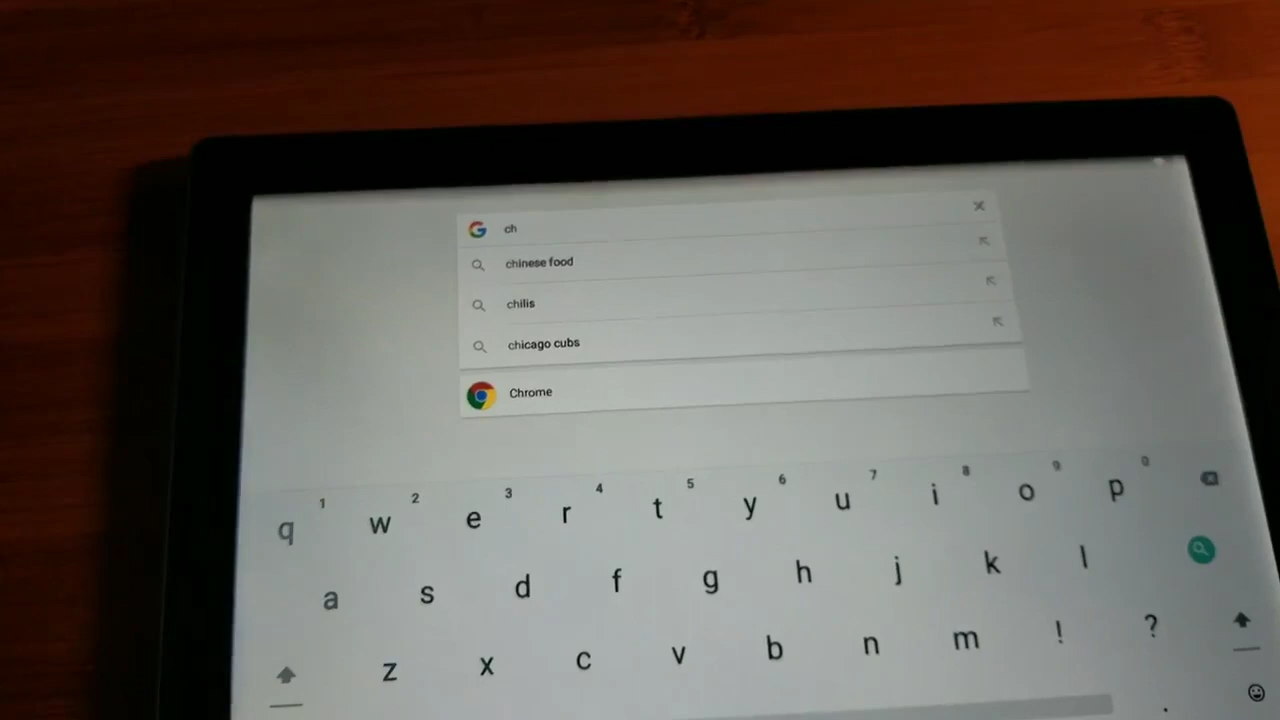 ch
chinese food
chilis
chicago cubs
Chrome
1 2 3 4 5 6 7 8 9 0
q w e r t y u i o p
a s d f g h j k l
z x c v b n m ! ?
.